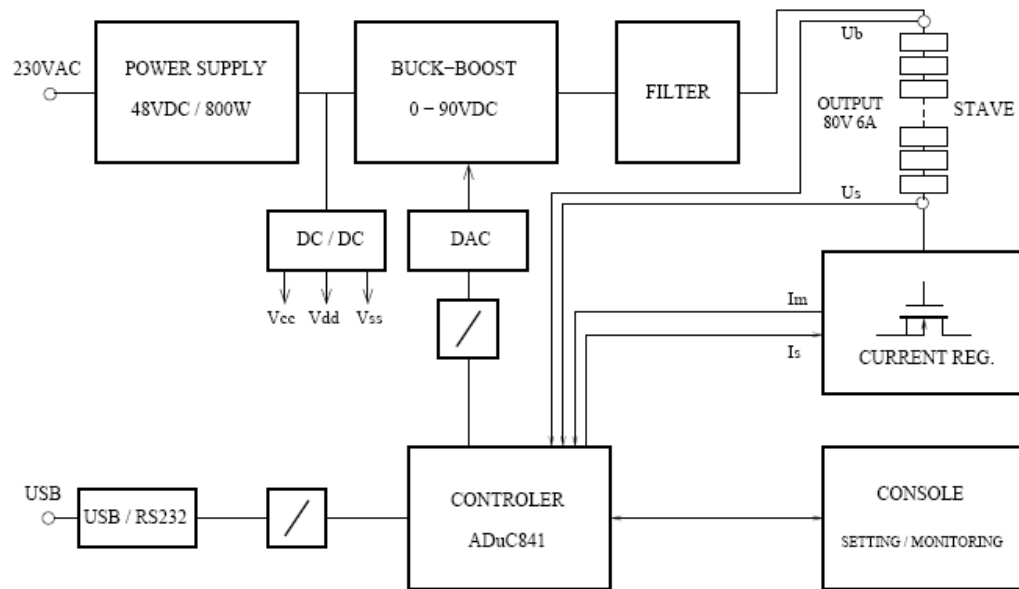 230VAC
POWER SUPPLY
48VDC / 800W
BUCK-BOOST
0 - 90VDC
FILTER
Ub
OUTPUT
80V 6A
STAVE
Us
DC / DC
Vcc Vdd Vss
DAC
Im
Is
CURRENT REG.
USB
USB / RS232
CONTROLER
ADuC841
CONSOLE
SETTING / MONITORING